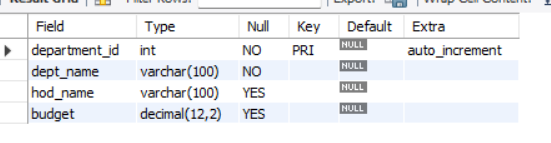 Result Grid Filter Rows: Export: Wrap Cell Content:
Field Type Null Key Default Extra
department_id int NO PRI NULL auto_increment
dept_name varchar(100) NO NULL
hod_name varchar(100) YES NULL
budget decimal(12,2) YES NULL